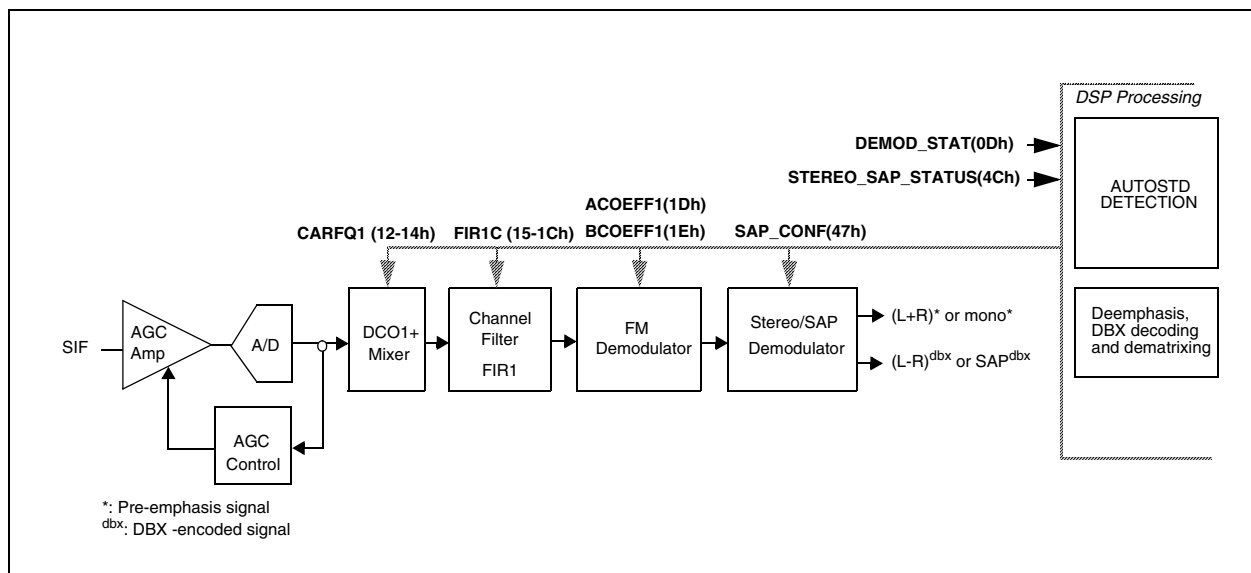 DSP Processing
DEMOD_STAT(0Dh)
STEREO_SAP_STATUS(4Ch)
AUTOSTD
DETECTION
ACOEFF1(1Dh)
CARFQ1 (12-14h)
FIR1C (15-1Ch)
BCOEFF1(1Eh)
SAP_CONF(47h)
Deemphasis,
DBX decoding
and dematrixing
SIF
AGC
Amp
A/D
DCO1+
Mixer
Channel
Filter
FIR1
FM
Demodulator
Stereo/SAP
Demodulator
(L+R)* or mono*
(L-R)dbx or SAPdbx
AGC
Control
*: Pre-emphasis signal
dbx: DBX -encoded signal